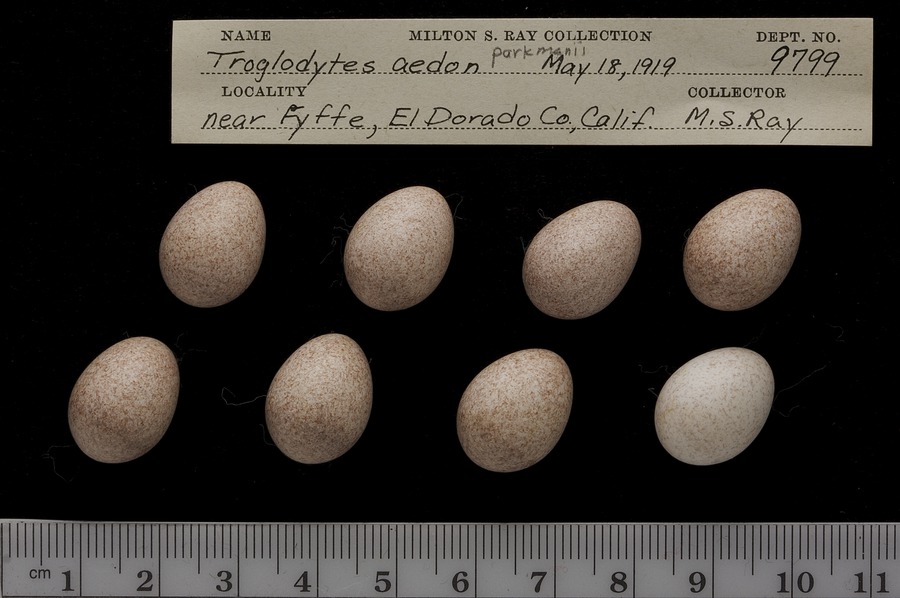 NAME MILTON S. RAY COLLECTION DEPT. NO.
Troglodytes aedon parkmanii May 18, 1919 9799
LOCALITY COLLECTOR
near Fyffe, El Dorado Co., Calif. M.S. Ray
cm 1 2 3 4 5 6 7 8 9 10 11